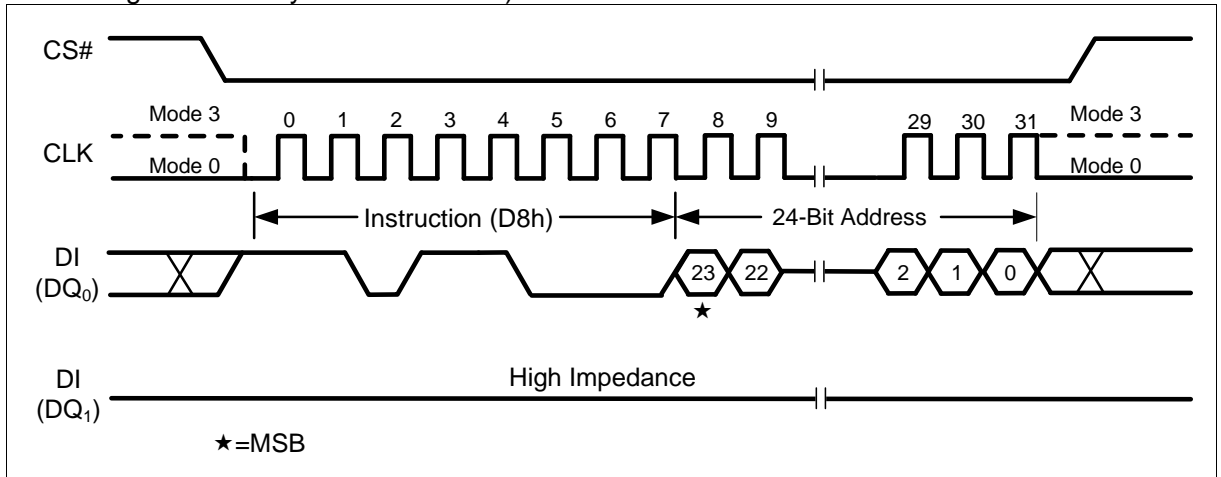 CS#
Mode 3 0 1 2 3 4 5 6 7 8 9 29 30 31 Mode 3
CLK
Mode 0 Mode 0
Instruction (D8h) 24-Bit Address
DI
(DQ0) 23 22 2 1 0
★
DI
(DQ1)
High Impedance
★=MSB